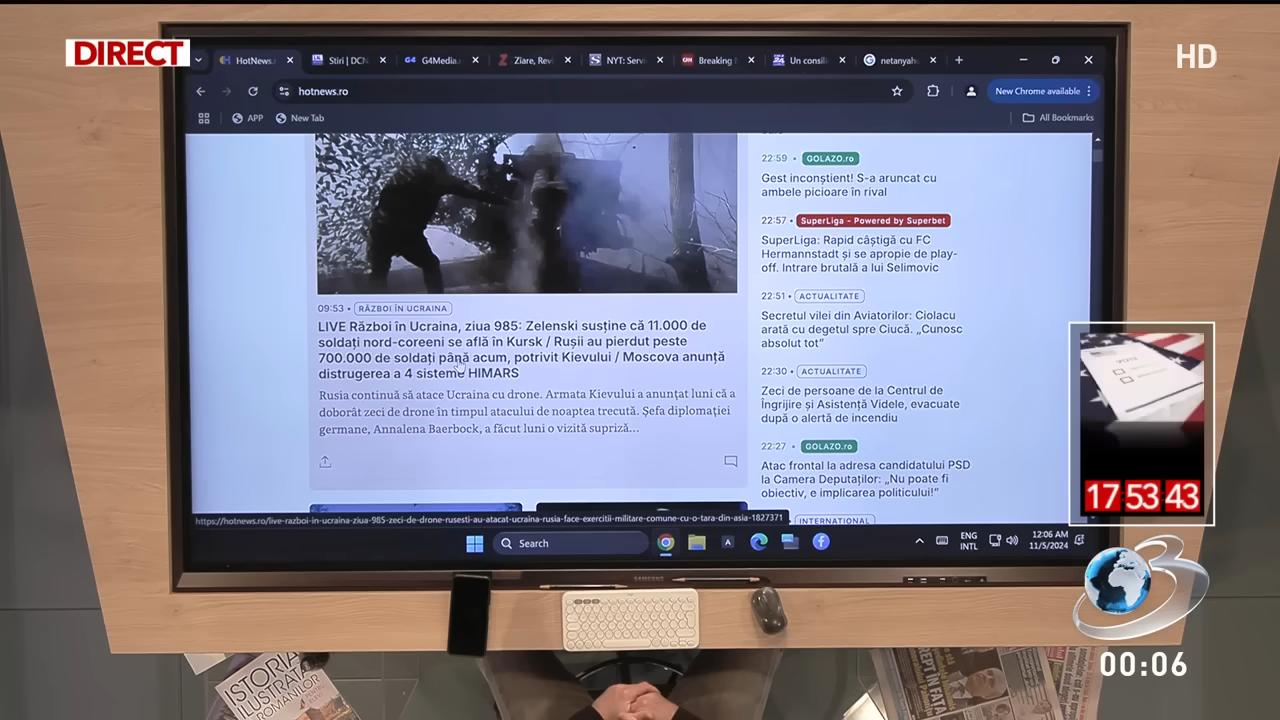 DIRECT
HD
HotNews.
Stiri | DCN
G4Media.
Ziare, Revi
NYT: Serv
Breaking
Un consili
netanyah
hotnews.ro
New Chrome available
APP
New Tab
All Bookmarks
09:53 • RĂZBOI ÎN UCRAINA
LIVE Război în Ucraina, ziua 985: Zelenski susține că 11.000 de
soldați nord-coreeni se află în Kursk / Rușii au pierdut peste
700.000 de soldați până acum, potrivit Kievului / Moscova anunță
distrugerea a 4 sisteme HIMARS
Rusia continuă să atace Ucraina cu drone. Armata Kievului a anunțat luni că a
doborât zeci de drone în timpul atacului de noaptea trecută. Șefa diplomației
germane, Annalena Baerbock, a făcut luni o vizită supriză...
22:59 • GOLAZO.ro
Gest inconștient! S-a aruncat cu
ambele picioare în rival
22:57 • SuperLiga - Powered by Superbet
SuperLiga: Rapid câștigă cu FC
Hermannstadt și se apropie de play-
off. Intrare brutală a lui Selimovic
22:51 • ACTUALITATE
Secretul vilei din Aviatorilor: Ciolacu
arată cu degetul spre Ciucă. „Cunosc
absolut tot”
22:30 • ACTUALITATE
Zeci de persoane de la Centrul de
Îngrijire și Asistență Videle, evacuate
după o alertă de incendiu
22:27 • GOLAZO.ro
Atac frontal la adresa candidatului PSD
la Camera Deputaților: „Nu poate fi
obiectiv, e implicarea politicului!”
INTERNATIONAL
https://hotnews.ro/live-razboi-in-ucraina-ziua-985-zeci-de-drone-rusesti-au-atacat-ucraina-rusia-face-exercitii-militare-comune-cu-o-tara-din-asia-1827371
Search
ENG
INTL
12:06 AM
11/5/2024
SAMSUNG
VOTE
17 53 43
3
00:06
ISTORIA
ILUSTRATĂ
ROMÂNILOR
DREPT ÎN FAȚA